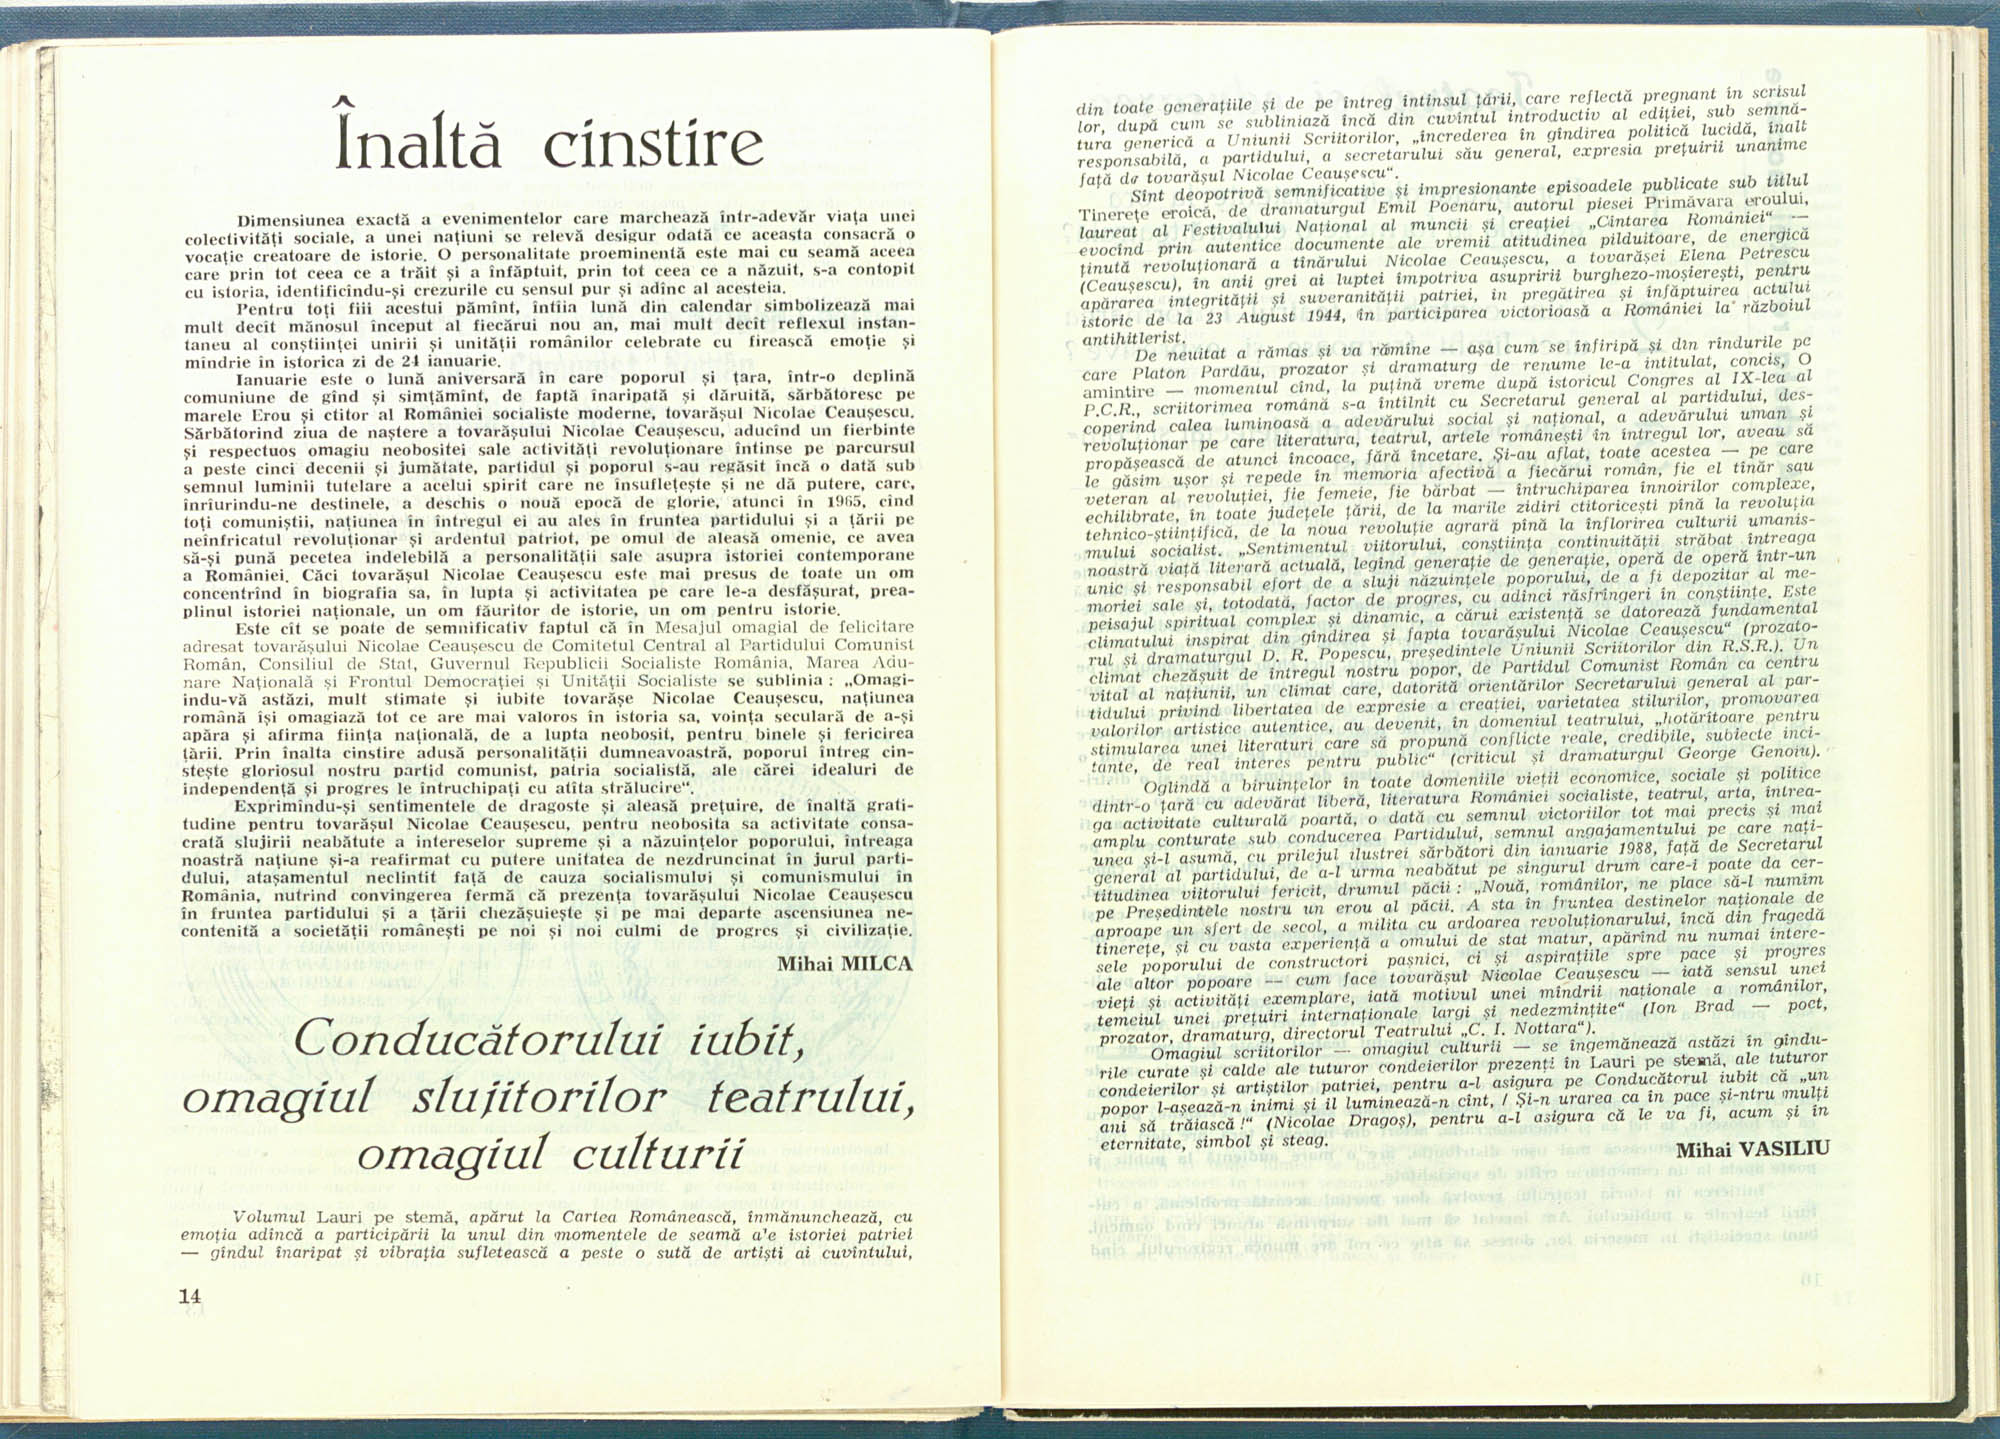 Înaltă cinstire
Dimensiunea exactă a evenimentelor care marchează într-adevăr viața unei
colectivități sociale, a unei națiuni se relevă desigur odată ce aceasta consacră o
vocație creatoare de istorie. O personalitate proeminentă este mai cu seamă aceea
care prin tot ceea ce a trăit și a înfăptuit, prin tot ceea ce a năzuit, s-a contopit
cu istoria, identificîndu-și crezurile cu sensul pur și adînc al acesteia.
Pentru toți fiii acestui pămînt, întîia lună din calendar simbolizează mai
mult decît mănosul început al fiecărui nou an, mai mult decît reflexul instan-
taneu al conștiinței unirii și unității românilor celebrate cu firească emoție și
mîndrie în istorica zi de 24 ianuarie.
Ianuarie este o lună aniversară în care poporul și țara, într-o deplină
comuniune de gînd și simțămînt, de faptă înaripată și dăruită, sărbătoresc pe
marele Erou și ctitor al României socialiste moderne, tovarășul Nicolae Ceaușescu.
Sărbătorind ziua de naștere a tovarășului Nicolae Ceaușescu, aducînd un fierbinte
și respectuos omagiu neobositei sale activități revoluționare întinse pe parcursul
a peste cinci decenii și jumătate, partidul și poporul s-au regăsit încă o dată sub
semnul luminii tutelare a acelui spirit care ne însuflețește și ne dă putere, care,
înrîurindu-ne destinele, a deschis o nouă epocă de glorie, atunci în 1965, cînd
toți comuniștii, națiunea în întregul ei au ales în fruntea partidului și a țării pe
neînfricatul revoluționar și ardentul patriot, pe omul de aleasă omenie, ce avea
să-și pună pecetea indelebilă a personalității sale asupra istoriei contemporane
a României. Căci tovarășul Nicolae Ceaușescu este mai presus de toate un om
concentrînd în biografia sa, în lupta și activitatea pe care le-a desfășurat, prea-
plinul istoriei naționale, un om făuritor de istorie, un om pentru istorie.
Este cît se poate de semnificativ faptul că în Mesajul omagial de felicitare
adresat tovarășului Nicolae Ceaușescu de Comitetul Central al Partidului Comunist
Român, Consiliul de Stat, Guvernul Republicii Socialiste România, Marea Adu-
nare Națională și Frontul Democrației și Unității Socialiste se sublinia : „Omagi-
indu-vă astăzi, mult stimate și iubite tovarășe Nicolae Ceaușescu, națiunea
română își omagiază tot ce are mai valoros în istoria sa, voința seculară de a-și
apăra și afirma ființa națională, de a lupta neobosit, pentru binele și fericirea
țării. Prin înalta cinstire adusă personalității dumneavoastră, poporul întreg cin-
stește gloriosul nostru partid comunist, patria socialistă, ale cărei idealuri de
independență și progres le întruchipați cu atîta strălucire“.
Exprimîndu-și sentimentele de dragoste și aleasă prețuire, de înaltă grati-
tudine pentru tovarășul Nicolae Ceaușescu, pentru neobosita sa activitate consa-
crată slujirii neabătute a intereselor supreme și a năzuințelor poporului, întreaga
noastră națiune și-a reafirmat cu putere unitatea de nezdruncinat în jurul parti-
dului, atașamentul neclintit față de cauza socialismului și comunismului în
România, nutrind convingerea fermă că prezența tovarășului Nicolae Ceaușescu
în fruntea partidului și a țării chezășuiește și pe mai departe ascensiunea ne-
contenită a societății românești pe noi și noi culmi de progres și civilizație.
Mihai MILCA
Conducătorului iubit,
omagiul slujitorilor teatrului,
omagiul culturii
Volumul Lauri pe stemă, apărut la Cartea Românească, înmănunchează, cu
emoția adîncă a participării la unul din momentele de seamă a'e istoriei patriei
— gîndul înaripat și vibrația sufletească a peste o sută de artiști ai cuvîntului,
14
din toate generațiile și de pe întreg întinsul țării, care reflectă pregnant în scrisul
lor, după cum se subliniază încă din cuvîntul introductiv al ediției, sub semnă-
tura generică a Uniunii Scriitorilor, „încrederea în gîndirea politică lucidă, înalt
responsabilă, a partidului, a secretarului său general, expresia prețuirii unanime
față de tovarășul Nicolae Ceaușescu“.
Sînt deopotrivă semnificative și impresionante episoadele publicate sub titlul
Tinerețe eroică, de dramaturgul Emil Poenaru, autorul piesei Primăvara eroului,
laureat al Festivalului Național al muncii și creației „Cîntarea României“ —
evocînd prin autentice documente ale vremii atitudinea pilduitoare, de energică
ținută revoluționară a tînărului Nicolae Ceaușescu, a tovarășei Elena Petrescu
(Ceaușescu), în anii grei ai luptei împotriva asupririi burghezo-moșierești, pentru
apărarea integrității și suveranității patriei, în pregătirea și înfăptuirea actului
istoric de la 23 August 1944, în participarea victorioasă a României la războiul
antihitlerist.
De neuitat a rămas și va rămîne — așa cum se înfiripă și din rîndurile pe
care Platon Pardău, prozator și dramaturg de renume le-a intitulat, concis, O
amintire — momentul cînd, la puțină vreme după istoricul Congres al IX-lea al
P.C.R., scriitorimea română s-a întîlnit cu Secretarul general al partidului, des-
coperind calea luminoasă a adevărului social și național, a adevărului uman și
revoluționar pe care literatura, teatrul, artele românești în întregul lor, aveau să
propășească de atunci încoace, fără încetare. Și-au aflat, toate acestea — pe care
le găsim ușor și repede în memoria afectivă a fiecărui român, fie el tînăr sau
veteran al revoluției, fie femeie, fie bărbat — întruchiparea înnoirilor complexe,
echilibrate, în toate județele țării, de la marile zidiri ctitoricești pînă la revoluția
tehnico-științifică, de la noua revoluție agrară pînă la înflorirea culturii umanis-
mului socialist. „Sentimentul viitorului, conștiința continuității străbat întreaga
noastră viață literară actuală, legînd generație de generație, operă de operă într-un
unic și responsabil efort de a sluji năzuințele poporului, de a fi depozitar al me-
moriei sale și, totodată, factor de progres, cu adînci răsfrîngeri în conștiințe. Este
peisajul spiritual complex și dinamic, a cărui existență se datorează fundamental
climatului inspirat din gîndirea și fapta tovarășului Nicolae Ceaușescu“ (prozato-
rul și dramaturgul D. R. Popescu, președintele Uniunii Scriitorilor din R.S.R.). Un
climat chezășuit de întregul nostru popor, de Partidul Comunist Român ca centru
vital al națiunii, un climat care, datorită orientărilor Secretarului general al par-
tidului privind libertatea de expresie a creației, varietatea stilurilor, promovarea
valorilor artistice autentice, au devenit, în domeniul teatrului, „hotărîtoare pentru
stimularea unei literaturi care să propună conflicte reale, credibile, subiecte inci-
tante, de real interes pentru public“ (criticul și dramaturgul George Genoiu).
Oglindă a biruințelor în toate domeniile vieții economice, sociale și politice
dintr-o țară cu adevărat liberă, literatura României socialiste, teatrul, arta, întrea-
ga activitate culturală poartă, o dată cu semnul victoriilor tot mai precis și mai
amplu conturate sub conducerea Partidului, semnul angajamentului pe care nați-
unea și-l asumă, cu prilejul ilustrei sărbători din ianuarie 1988, față de Secretarul
general al partidului, de a-l urma neabătut pe singurul drum care-i poate da cer-
titudinea viitorului fericit, drumul păcii : „Nouă, românilor, ne place să-l numim
pe Președintele nostru un erou al păcii. A sta în fruntea destinelor naționale de
aproape un sfert de secol, a milita cu ardoarea revoluționarului, încă din fragedă
tinerețe, și cu vasta experiență a omului de stat matur, apărînd nu numai intere-
sele poporului de constructori pașnici, ci și aspirațiile spre pace și progres
ale altor popoare — cum face tovarășul Nicolae Ceaușescu — iată sensul unei
vieți și activități exemplare, iată motivul unei mîndrii naționale a românilor,
temeiul unei prețuiri internaționale largi și nedezmințite“ (Ion Brad — poet,
prozator, dramaturg, directorul Teatrului „C. I. Nottara“).
Omagiul scriitorilor — omagiul culturii — se îngemănează astăzi în gîndu-
rile curate și calde ale tuturor condeierilor prezenți în Lauri pe stemă, ale tuturor
condeierilor și artiștilor patriei, pentru a-l asigura pe Conducătorul iubit că „un
popor l-așează-n inimi și îl luminează-n cînt, / Și-n urarea ca în pace și-ntru mulți
ani să trăiască !“ (Nicolae Dragoș), pentru a-l asigura că le va fi, acum și în
eternitate, simbol și steag.
Mihai VASILIU